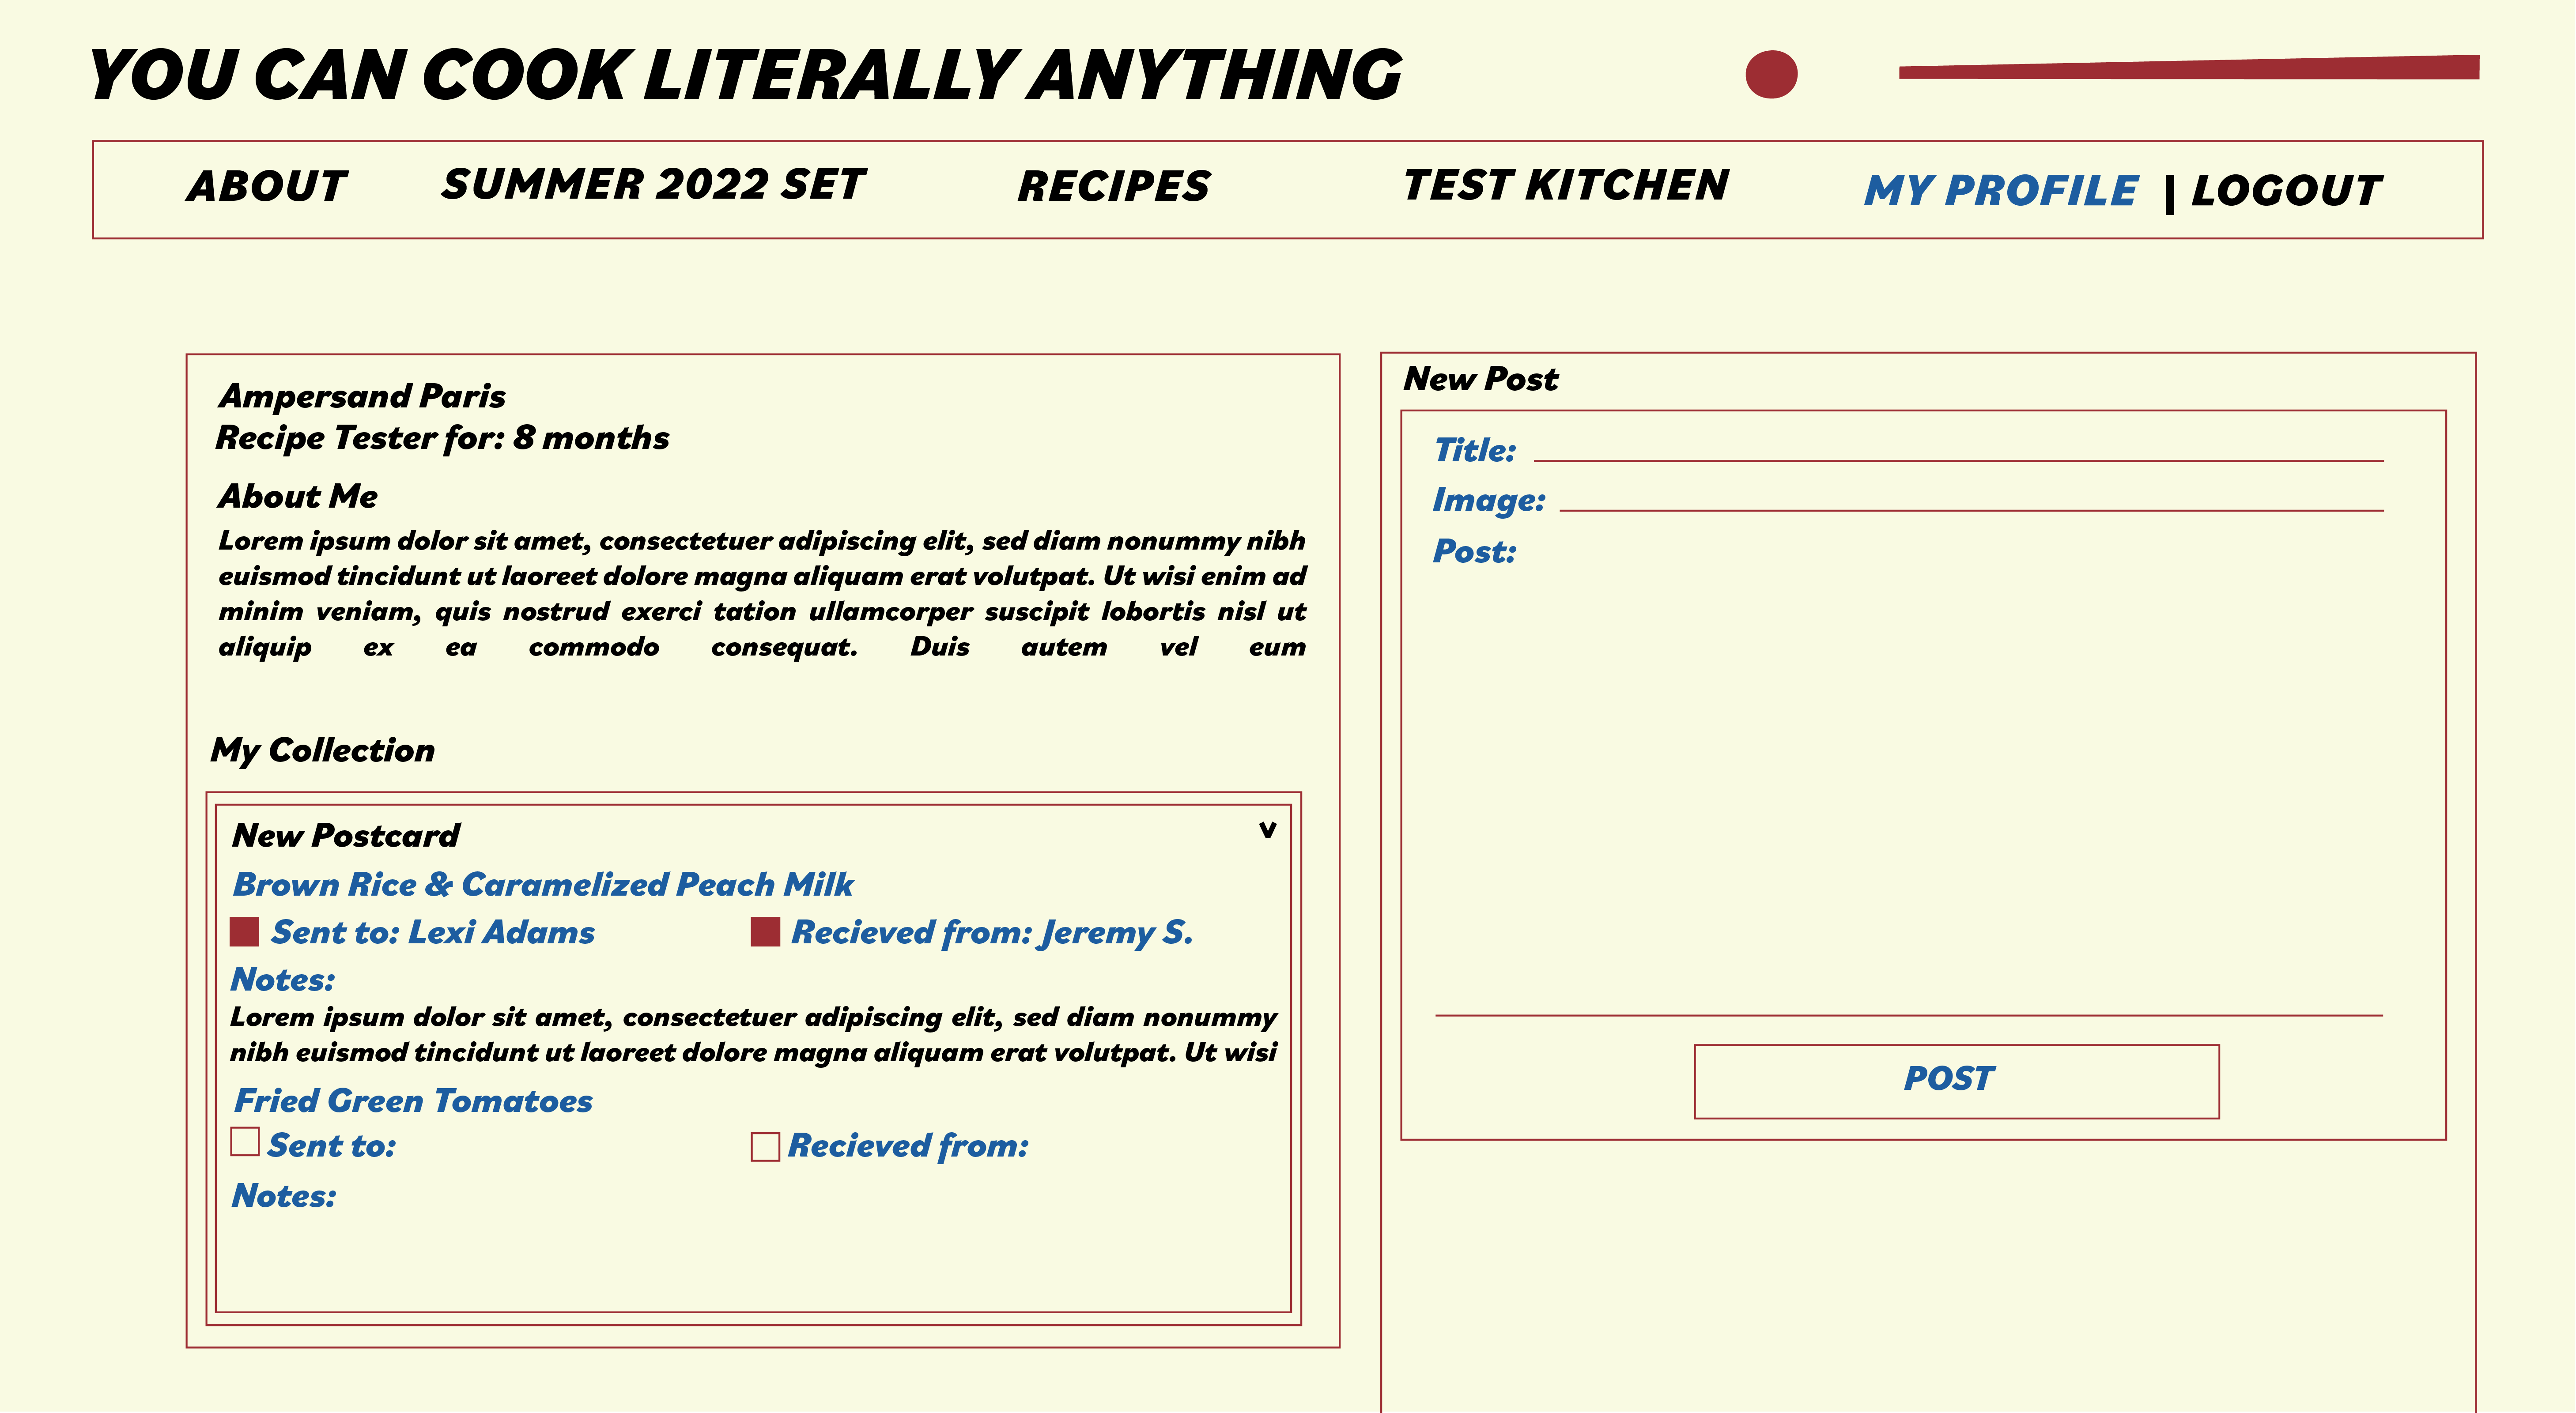 YOU CAN COOK LITERALLY ANYTHING
ABOUT SUMMER 2022 SET RECIPES TEST KITCHEN MY PROFILE | LOGOUT
Ampersand Paris
Recipe Tester for: 8 months
About Me
Lorem ipsum dolor sit amet, consectetuer adipiscing elit, sed diam nonummy nibh
euismod tincidunt ut laoreet dolore magna aliquam erat volutpat. Ut wisi enim ad
minim veniam, quis nostrud exerci tation ullamcorper suscipit lobortis nisl ut
aliquip ex ea commodo consequat. Duis autem vel eum
My Collection
New Postcard v
Brown Rice & Caramelized Peach Milk
Sent to: Lexi Adams Recieved from: Jeremy S.
Notes:
Lorem ipsum dolor sit amet, consectetuer adipiscing elit, sed diam nonummy
nibh euismod tincidunt ut laoreet dolore magna aliquam erat volutpat. Ut wisi
Fried Green Tomatoes
Sent to: Recieved from:
Notes:
New Post
Title:
Image:
Post:
POST